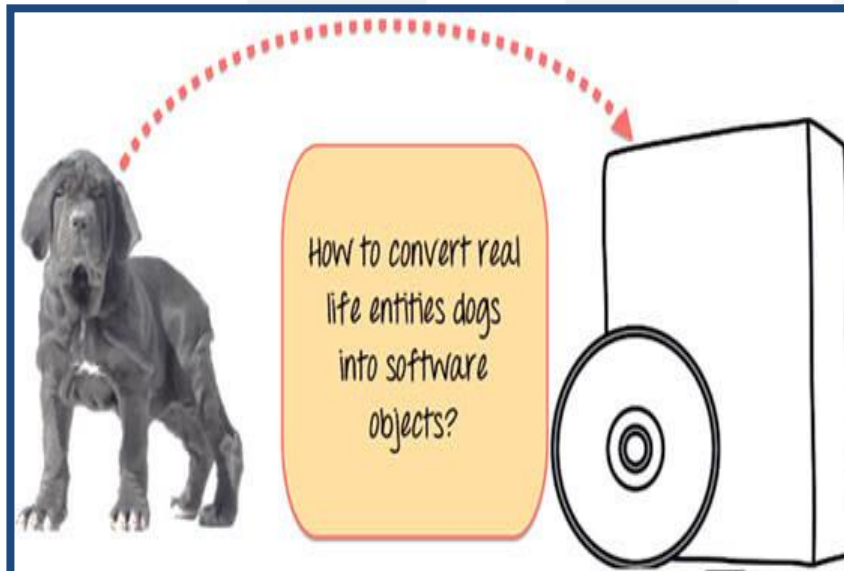 How to convert real
life entities dogs
into software
objects?